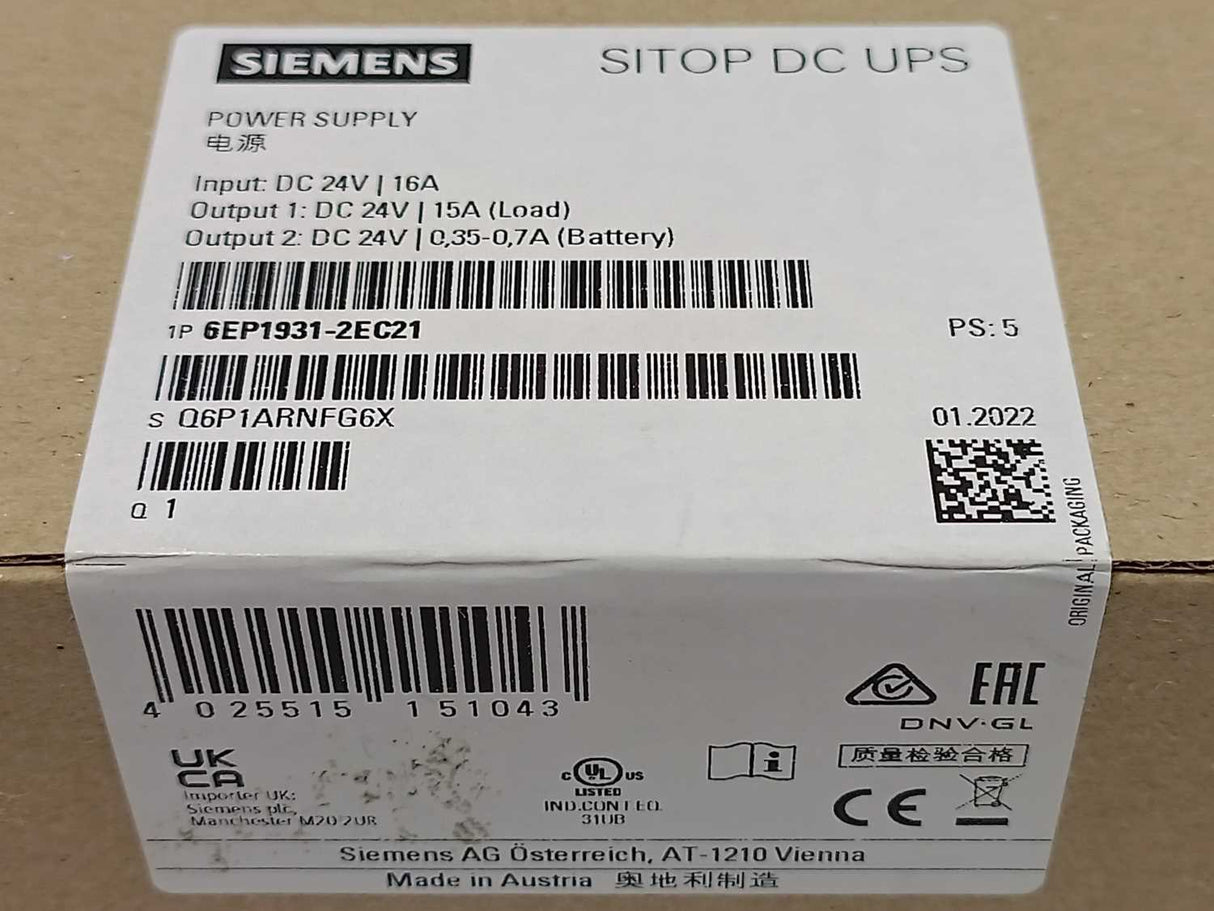 SIEMENS
SITOP DC UPS
POWER SUPPLY
电源
Input: DC 24V | 16A
Output 1: DC 24V | 15A (Load)
Output 2: DC 24V | 0,35-0,7A (Battery)
1P 6EP1931-2EC21
PS: 5
S Q6P1ARNFG6X
01.2022
Q 1
ORIGINAL PACKAGING
4 025515 151043
EAC
DNV·GL
UK
CA
Importer UK:
Siemens plc,
Manchester M20 2UR
C UL US
LISTED
IND.CONT.EQ.
31UB
i
质量检验合格
CE
Siemens AG Österreich, AT-1210 Vienna
Made in Austria 奥地利制造